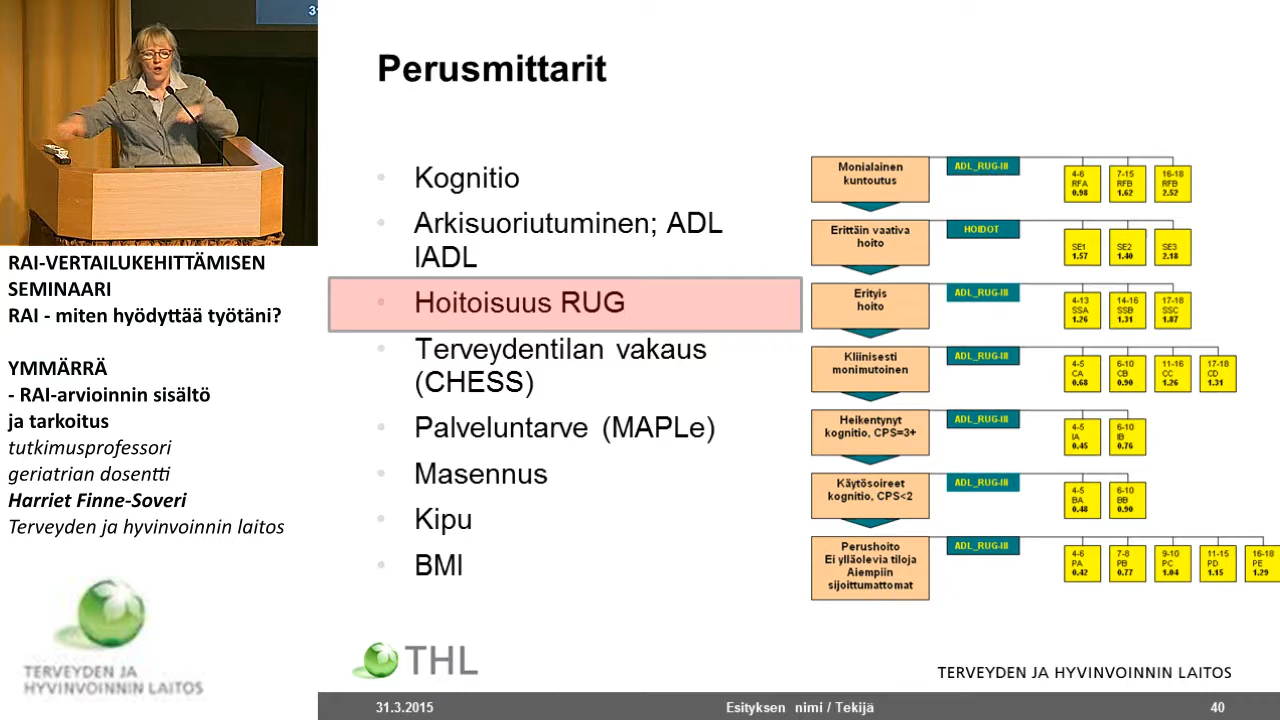 31
RAI-VERTAILUKEHITTÄMISEN
SEMINAARI
RAI - miten hyödyttää työtäni?
YMMÄRRÄ
- RAI-arvioinnin sisältö
ja tarkoitus
tutkimusprofessori
geriatrian dosentti
Harriet Finne-Soveri
Terveyden ja hyvinvoinnin laitos
TERVEYDEN JA
HYVINVOINNIN LAITOS
Perusmittarit
• Kognitio
• Arkisuoriutuminen; ADL
IADL
• Hoitoisuus RUG
• Terveydentilan vakaus
(CHESS)
• Palveluntarve (MAPLe)
• Masennus
• Kipu
• BMI
Monialainen
kuntoutus
ADL_RUG-III
4-6 7-15 16-18
RFA RFB RFB
0.98 1.62 2.52
Erittäin vaativa
hoito
HOIDOT
SE1 SE2 SE3
1.57 1.40 2.18
Erityis
hoito
ADL_RUG-III
4-13 14-16 17-18
SSA SSB SSC
1.26 1.31 1.87
Kliinisesti
monimutoinen
ADL_RUG-III
4-5 6-10 11-16 17-18
CA CB CC CD
0.68 0.90 1.26 1.31
Heikentynyt
kognitio, CPS=3+
ADL_RUG-III
4-5 6-10
IA IB
0.45 0.76
Käytösoireet
kognitio, CPS<2
ADL_RUG-III
4-5 6-10
BA BB
0.48 0.90
Perushoito
Ei ylläolevia tiloja
Aiempiin
sijoittumattomat
ADL_RUG-III
4-6 7-8 9-10 11-15 16-18
PA PB PC PD PE
0.42 0.77 1.04 1.15 1.29
THL
TERVEYDEN JA HYVINVOINNIN LAITOS
31.3.2015 Esityksen nimi / Tekijä 40